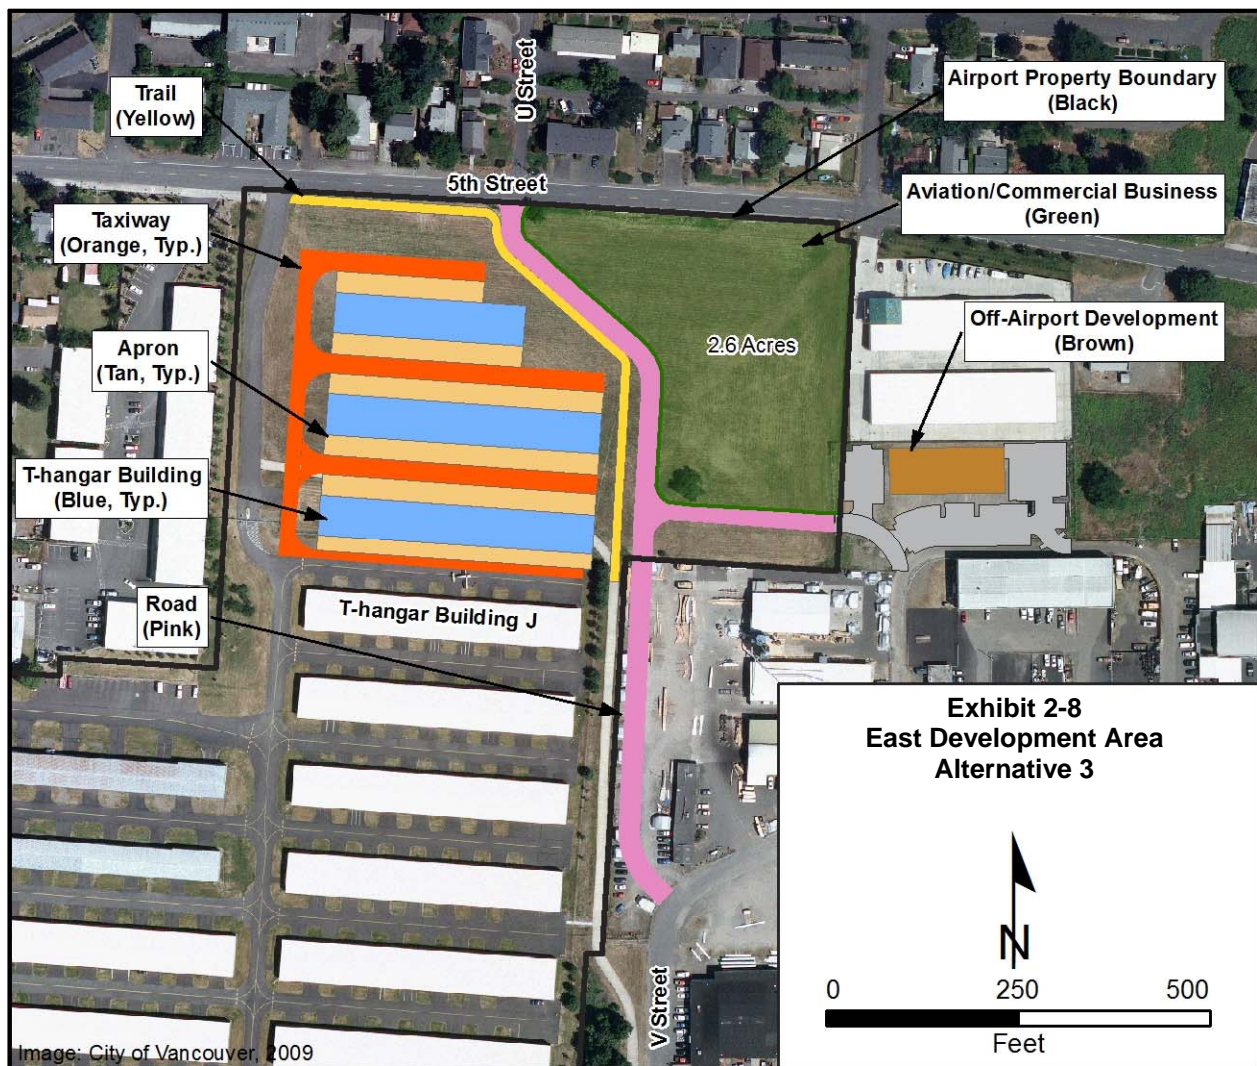 U Street
Trail
(Yellow)
Airport Property Boundary
(Black)
5th Street
Aviation/Commercial Business
(Green)
Taxiway
(Orange, Typ.)
Off-Airport Development
(Brown)
2.6 Acres
Apron
(Tan, Typ.)
T-hangar Building
(Blue, Typ.)
Road
(Pink)
T-hangar Building J
Exhibit 2-8
East Development Area
Alternative 3
N
0 250 500
Feet
V Street
Image: City of Vancouver, 2009